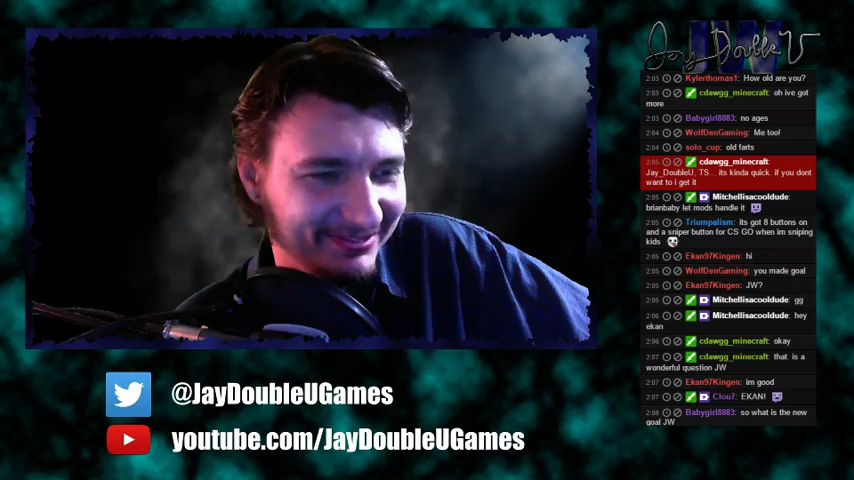 Jay Double U
JW
2:03 Kylerthomas1: How old are you?
2:03 cdawgg_minecraft: oh ive got
more
2:03 Babygirl8883: no ages
2:04 WolfDenGaming: Me too!
2:04 solo_cup: old farts
2:05 cdawgg_minecraft:
Jay_DoubleU, TS... its kinda quick. if you dont
want to i get it
2:05 Mitchellisacooldude:
brianbaby let mods handle it
2:05 Triumpalism: its got 8 buttons on
and a sniper button for CS GO when im sniping
kids
2:05 Ekan97Kingen: hi
2:05 WolfDenGaming: you made goal
2:05 Ekan97Kingen: JW?
2:05 Mitchellisacooldude: gg
2:06 Mitchellisacooldude: hey
ekan
2:06 cdawgg_minecraft: okay
2:07 cdawgg_minecraft: that. is a
wonderful question JW
2:07 Ekan97Kingen: im good
2:07 Clou7: EKAN!
2:08 Babygirl8883: so what is the new
goal JW
@JayDoubleUGames
youtube.com/JayDoubleUGames